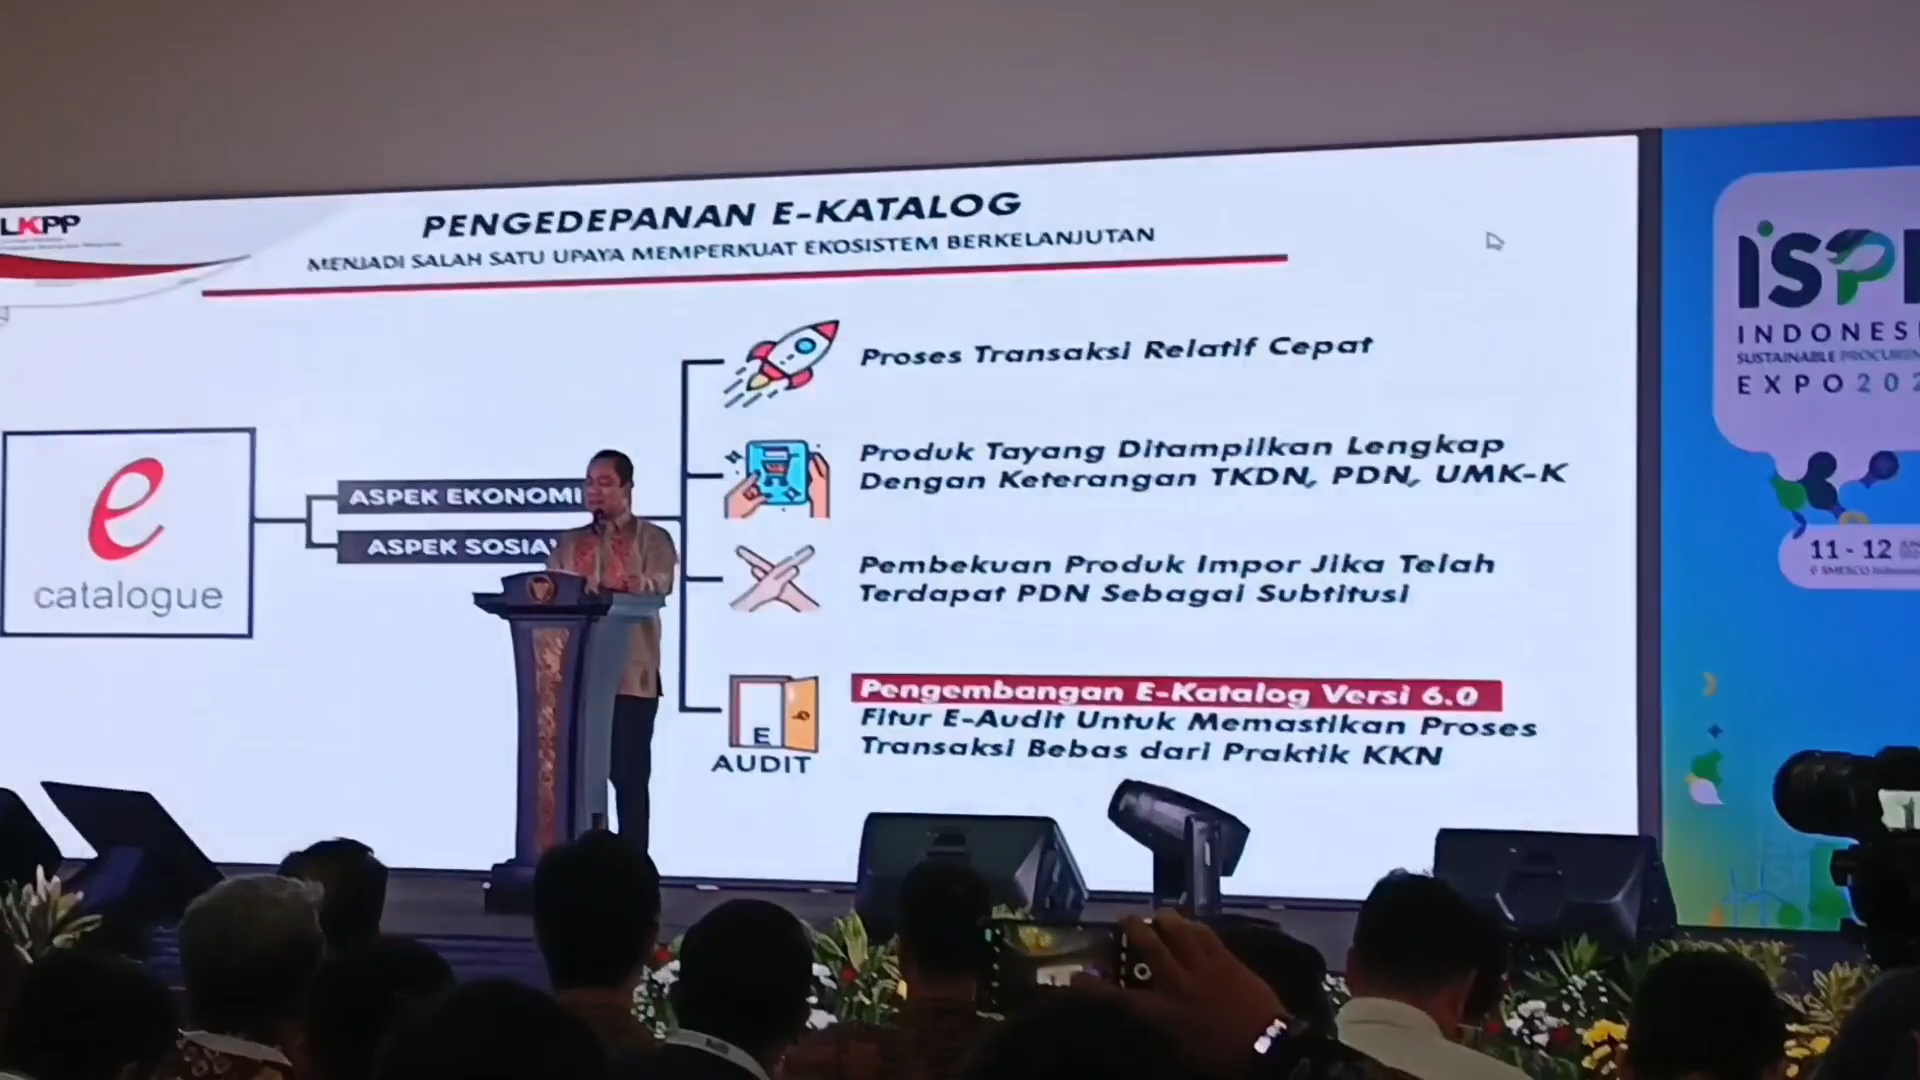 LKPP
PENGEDEPANAN E-KATALOG
MENJADI SALAH SATU UPAYA MEMPERKUAT EKOSISTEM BERKELANJUTAN
e
catalogue
ASPEK EKONOMI
ASPEK SOSIA
Proses Transaksi Relatif Cepat
Produk Tayang Ditampilkan Lengkap
Dengan Keterangan TKDN, PDN, UMK-K
Pembekuan Produk Impor Jika Telah
Terdapat PDN Sebagai Subtitusi
E
AUDIT
Pengembangan E-Katalog Versi 6.0
Fitur E-Audit Untuk Memastikan Proses
Transaksi Bebas dari Praktik KKN
ISP
INDONES
SUSTAINABLE PROCUREM
EXPO 202
11 - 12